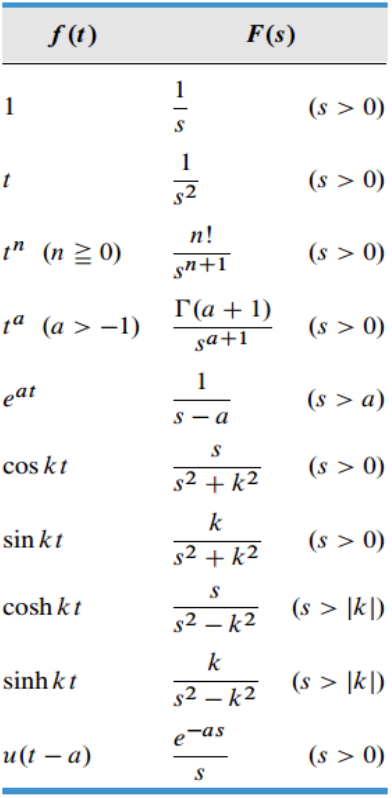 f(t) F(s)
1 1/s (s > 0)
t 1/s² (s > 0)
tⁿ (n ≧ 0) n!/sⁿ⁺¹ (s > 0)
tᵃ (a > −1) Γ(a + 1)/sᵃ⁺¹ (s > 0)
eᵃᵗ 1/(s − a) (s > a)
cos kt s/(s² + k²) (s > 0)
sin kt k/(s² + k²) (s > 0)
cosh kt s/(s² − k²) (s > |k|)
sinh kt k/(s² − k²) (s > |k|)
u(t − a) e⁻ᵃˢ/s (s > 0)